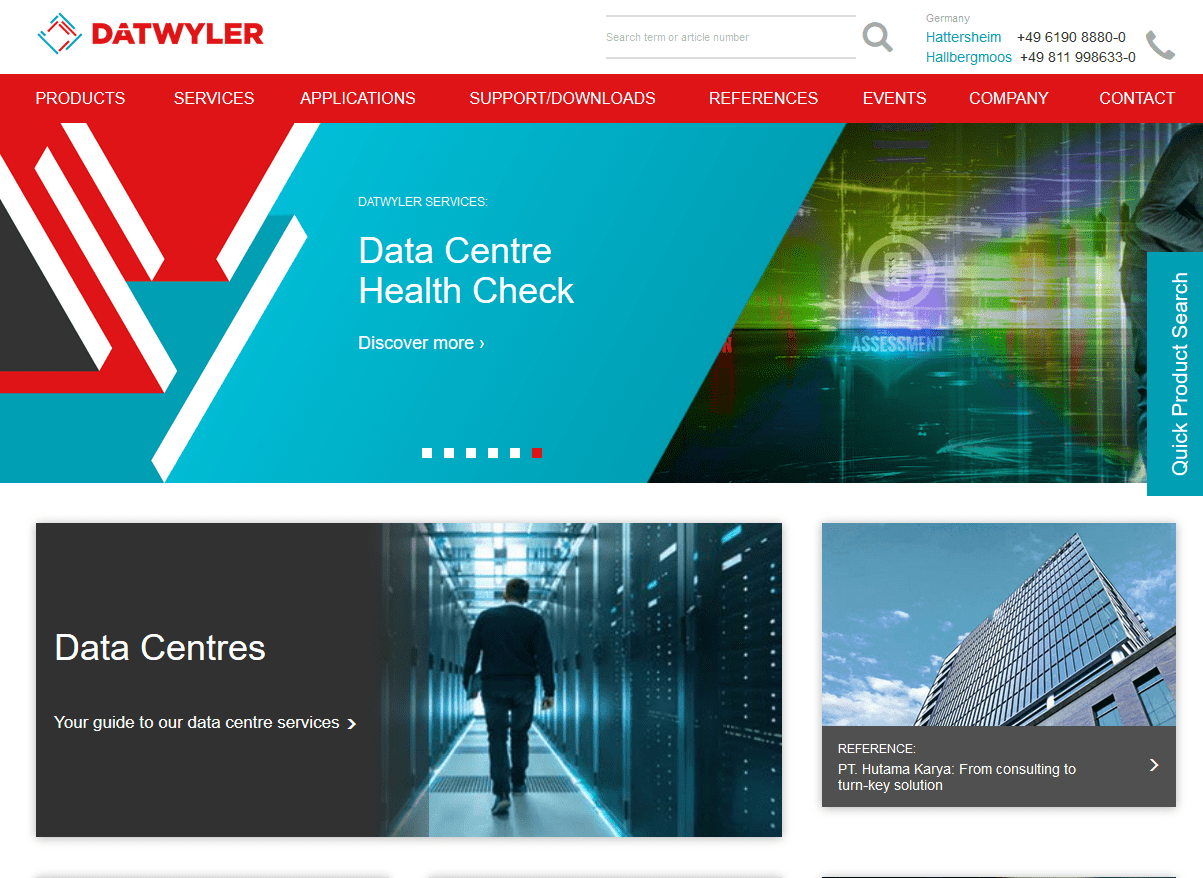 DATWYLER
Search term or article number
Germany
Hattersheim +49 6190 8880-0
Hallbergmoos +49 811 998633-0
PRODUCTS SERVICES APPLICATIONS SUPPORT/DOWNLOADS REFERENCES EVENTS COMPANY CONTACT
DATWYLER SERVICES:
Data Centre
Health Check
Discover more ›
ASSESSMENT
Quick Product Search
Data Centres
Your guide to our data centre services
REFERENCE:
PT. Hutama Karya: From consulting to
turn-key solution